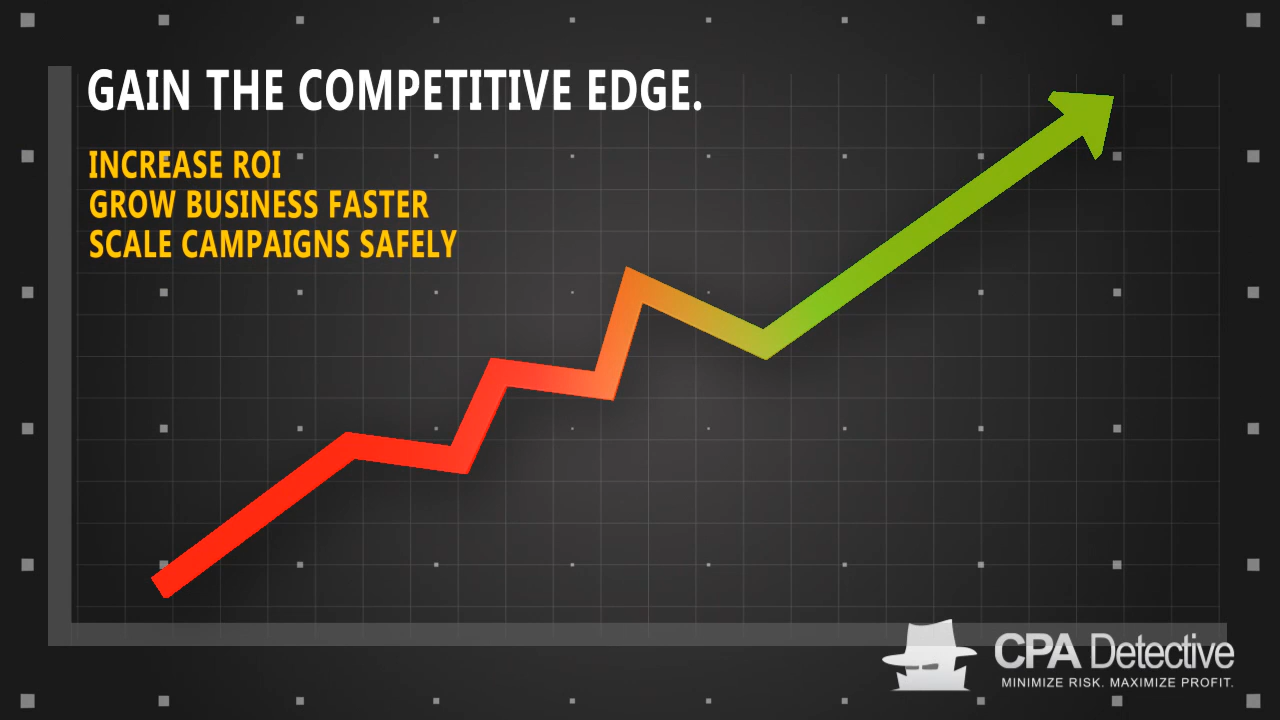 GAIN THE COMPETITIVE EDGE.
INCREASE ROI
GROW BUSINESS FASTER
SCALE CAMPAIGNS SAFELY
CPA Detective
MINIMIZE RISK. MAXIMIZE PROFIT.